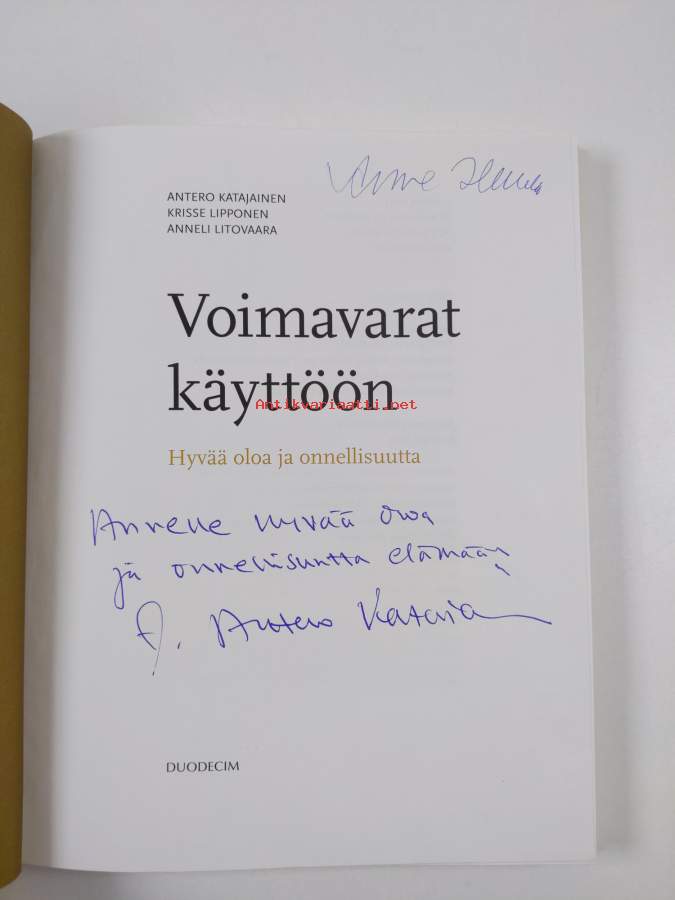 Anne
ANTERO KATAJAINEN
KRISSE LIPPONEN
ANNELI LITOVAARA
Voimavarat
käyttöön
Antikvariaatti.net
Hyvää oloa ja onnellisuutta
Annelle hyvää oloa
ja onnellisuutta elämään
Antero Katajainen
DUODECIM